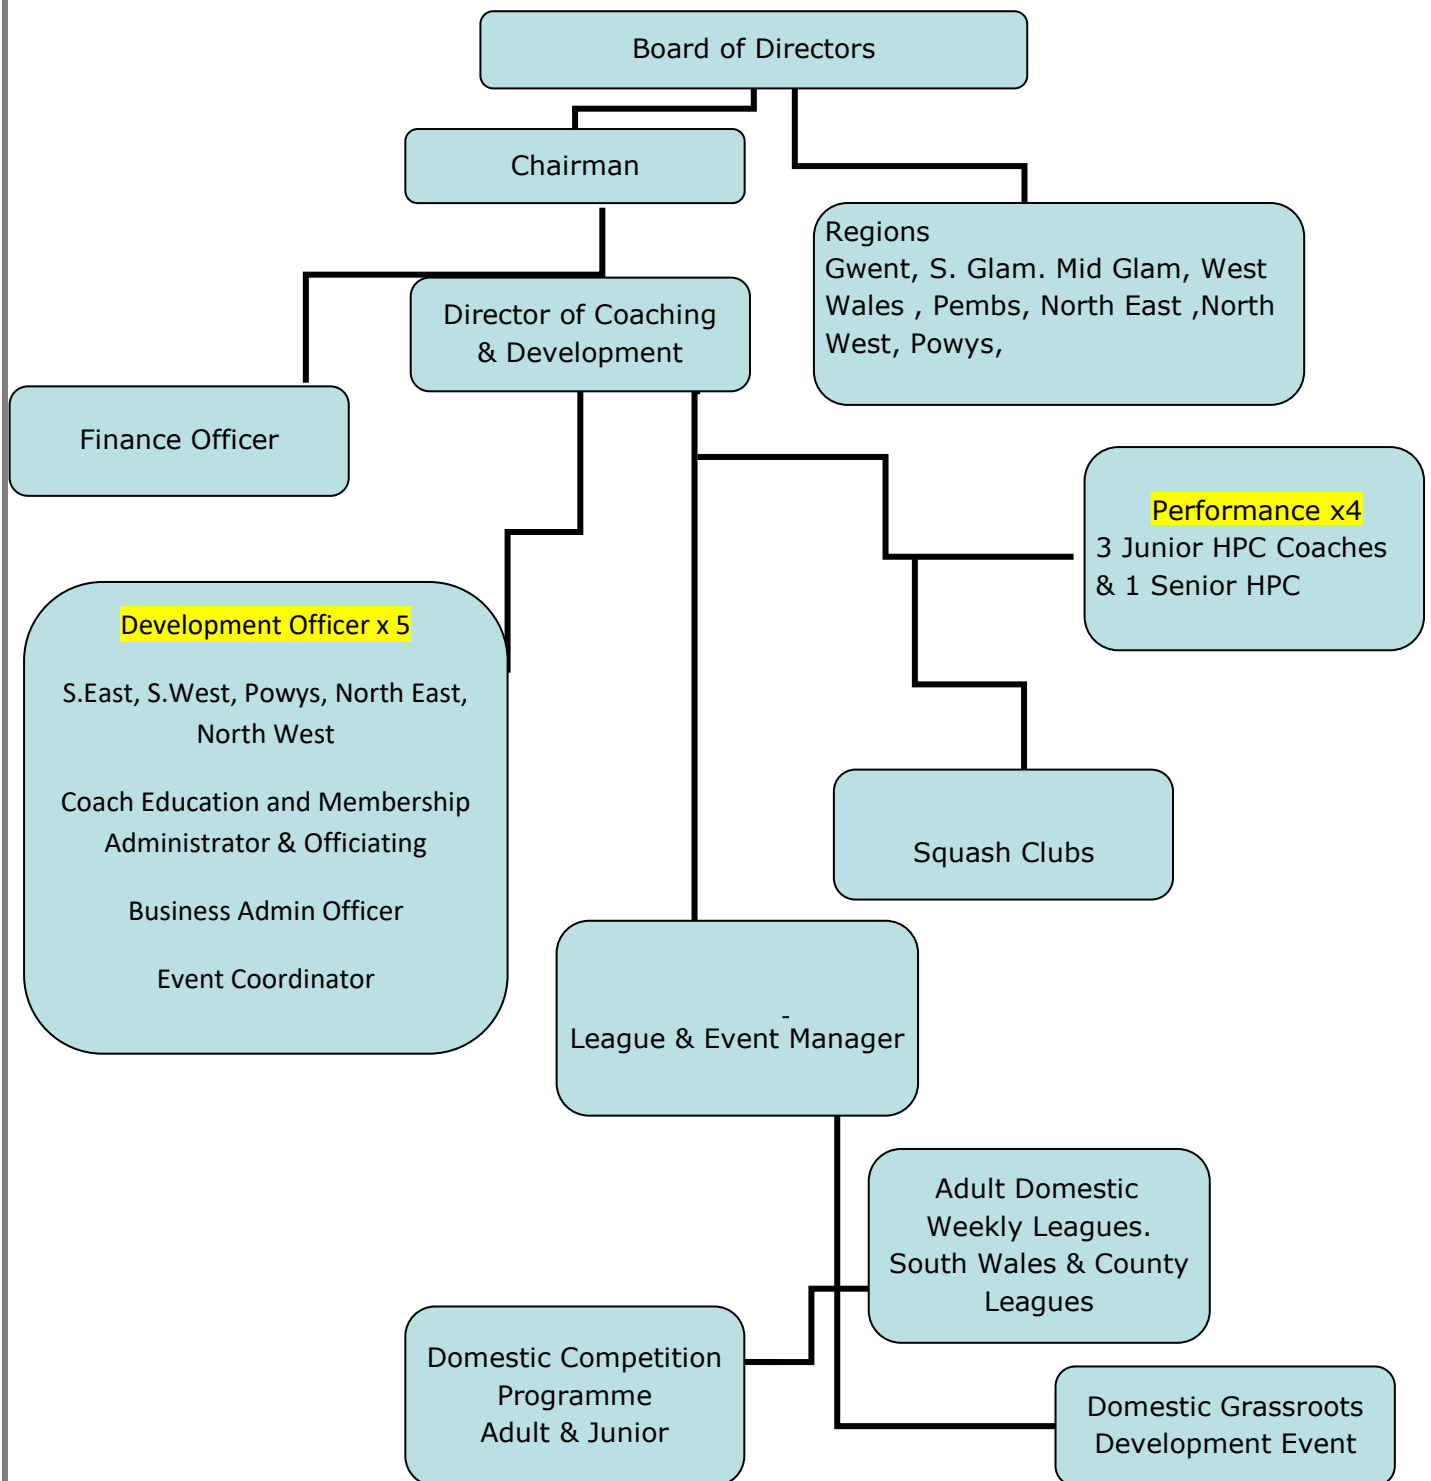 Board of Directors
Chairman
Regions
Gwent, S. Glam. Mid Glam, West
Wales , Pembs, North East ,North
West, Powys,
Director of Coaching
& Development
Finance Officer
Performance x4
3 Junior HPC Coaches
& 1 Senior HPC
Development Officer x 5
S.East, S.West, Powys, North East,
North West
Coach Education and Membership
Administrator & Officiating
Business Admin Officer
Event Coordinator
Squash Clubs
-
League & Event Manager
Adult Domestic
Weekly Leagues.
South Wales & County
Leagues
Domestic Competition
Programme
Adult & Junior
Domestic Grassroots
Development Event